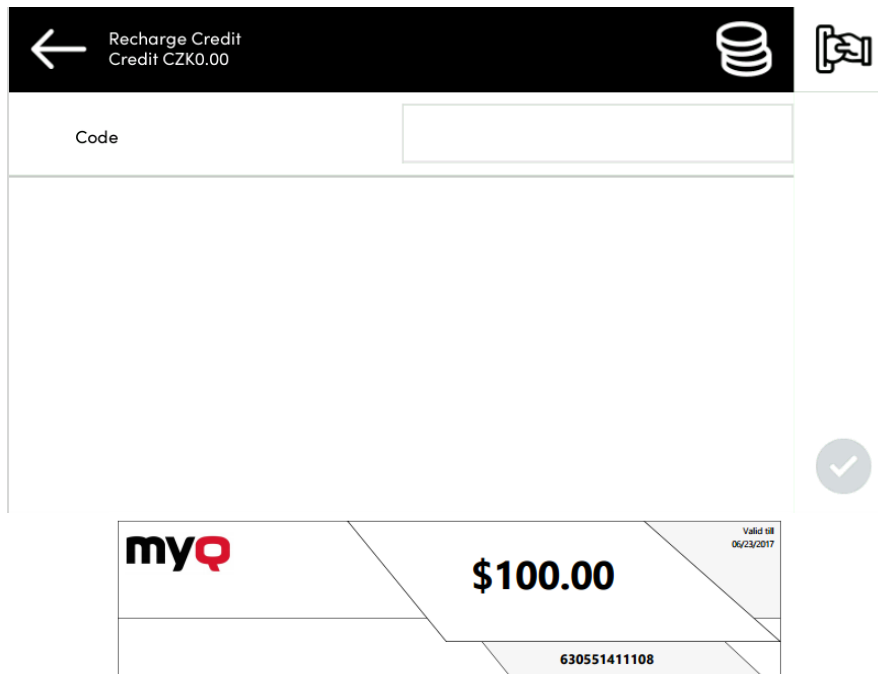 Recharge Credit
Credit CZK0.00
Code
myQ
$100.00
Valid till
06/23/2017
630551411108